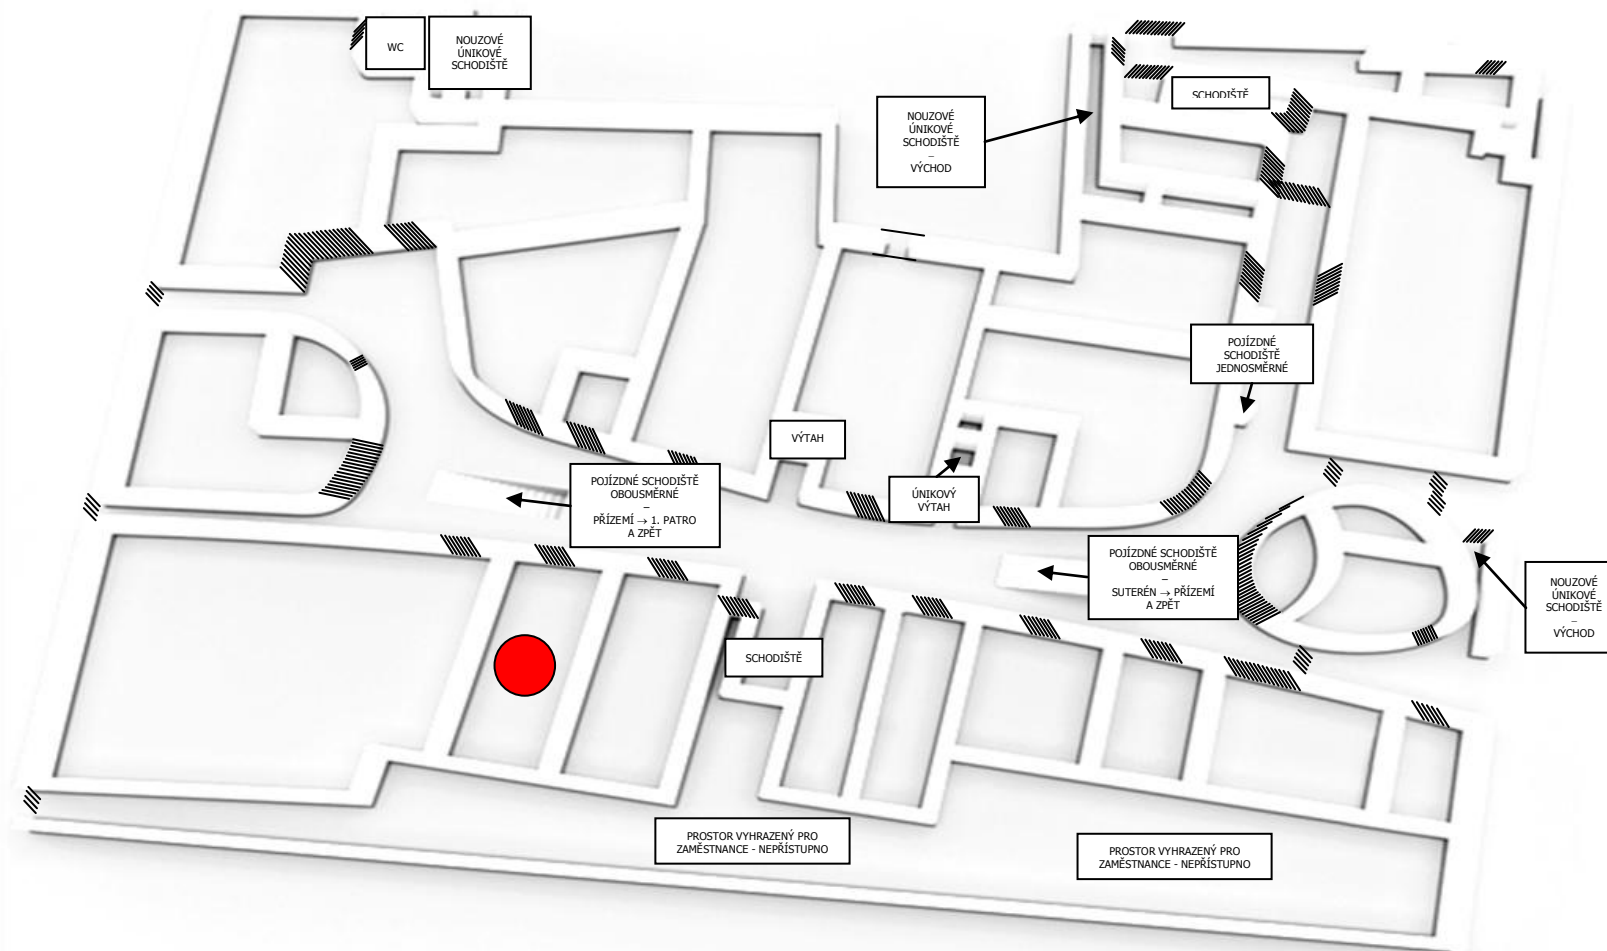 WC
NOUZOVÉ
ÚNIKOVÉ
SCHODIŠTĚ
NOUZOVÉ
ÚNIKOVÉ
SCHODIŠTĚ
–
VÝCHOD
SCHODIŠTĚ
POJÍZDNÉ
SCHODIŠTĚ
JEDNOSMĚRNÉ
VÝTAH
POJÍZDNÉ SCHODIŠTĚ
OBOUSMĚRNÉ
–
PŘÍZEMÍ → 1. PATRO
A ZPĚT
ÚNIKOVÝ
VÝTAH
POJÍZDNÉ SCHODIŠTĚ
OBOUSMĚRNÉ
–
SUTERÉN → PŘÍZEMÍ
A ZPĚT
NOUZOVÉ
ÚNIKOVÉ
SCHODIŠTĚ
–
VÝCHOD
SCHODIŠTĚ
PROSTOR VYHRAZENÝ PRO
ZAMĚSTNANCE - NEPŘÍSTUPNO
PROSTOR VYHRAZENÝ PRO
ZAMĚSTNANCE - NEPŘÍSTUPNO